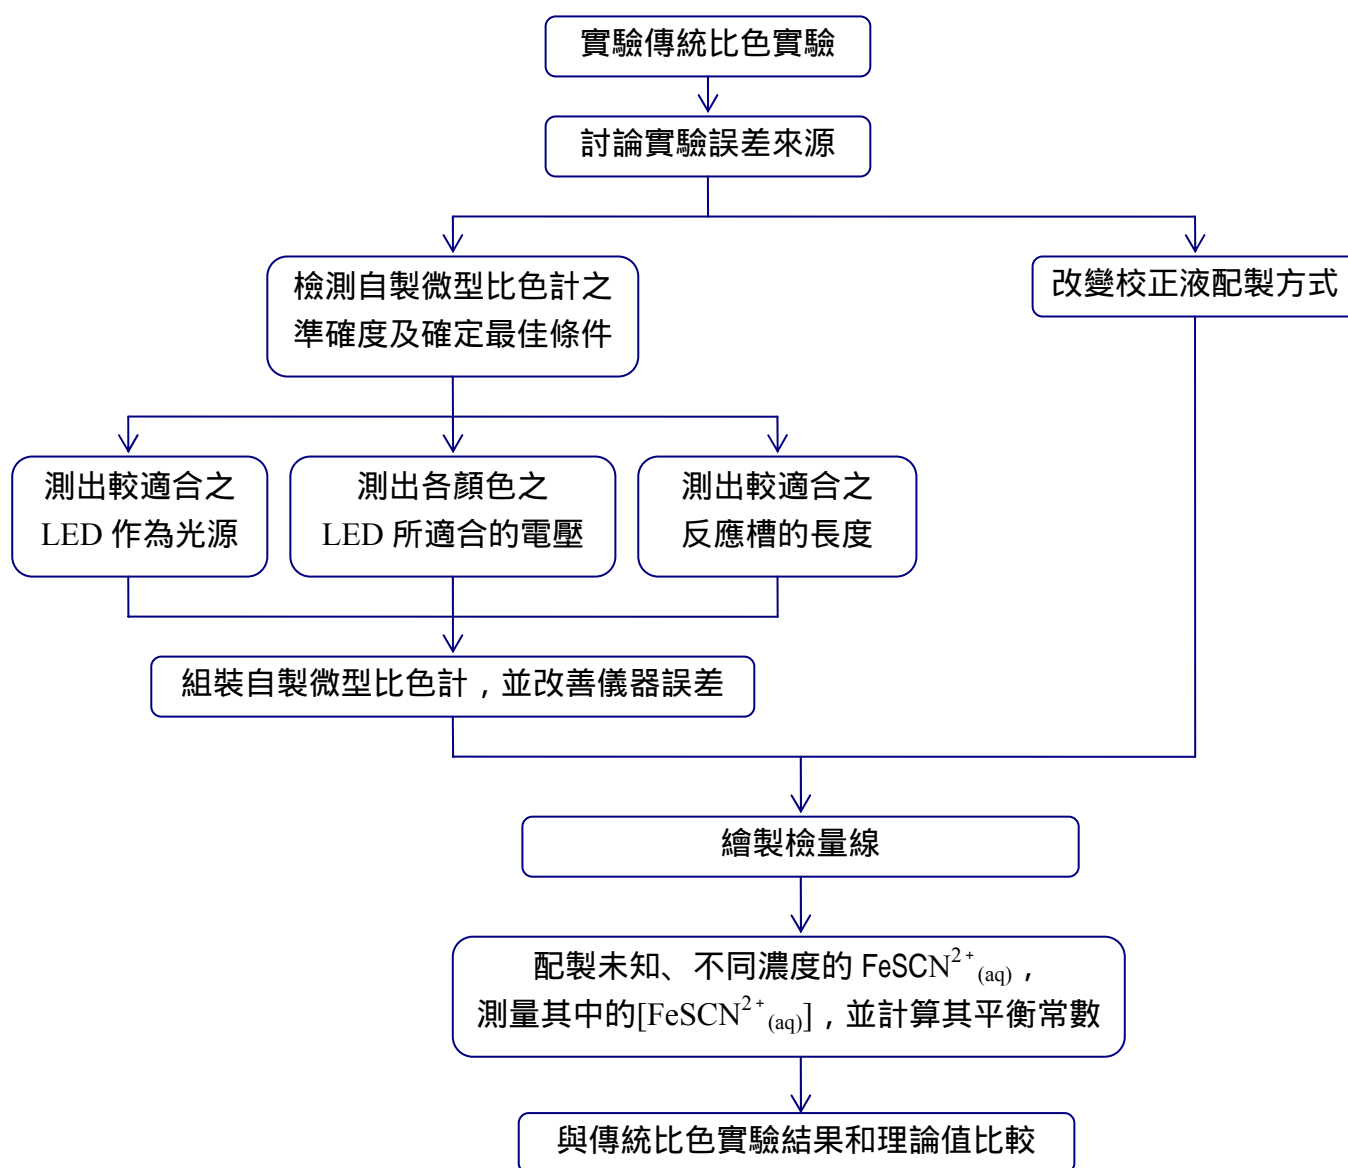 實驗傳統比色實驗
討論實驗誤差來源
檢測自製微型比色計之
準確度及確定最佳條件
改變校正液配製方式
測出較適合之
LED 作為光源
測出各顏色之
LED 所適合的電壓
測出較適合之
反應槽的長度
組裝自製微型比色計，並改善儀器誤差
繪製檢量線
配製未知、不同濃度的 FeSCN²⁺₍aq₎，
測量其中的[FeSCN²⁺₍aq₎]，並計算其平衡常數
與傳統比色實驗結果和理論值比較